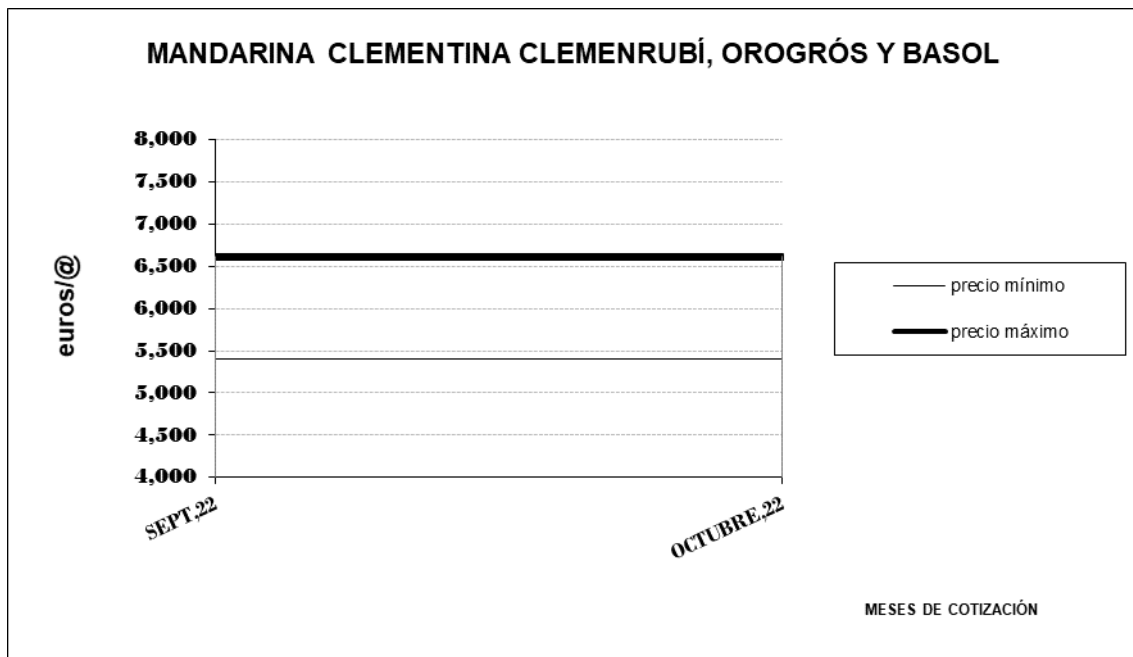 MANDARINA CLEMENTINA CLEMENRUBÍ, OROGRÓS Y BASOL
euros/@
8,000
7,500
7,000
6,500
6,000
5,500
5,000
4,500
4,000
SEPT,22
OCTUBRE,22
precio mínimo
precio máximo
MESES DE COTIZACIÓN